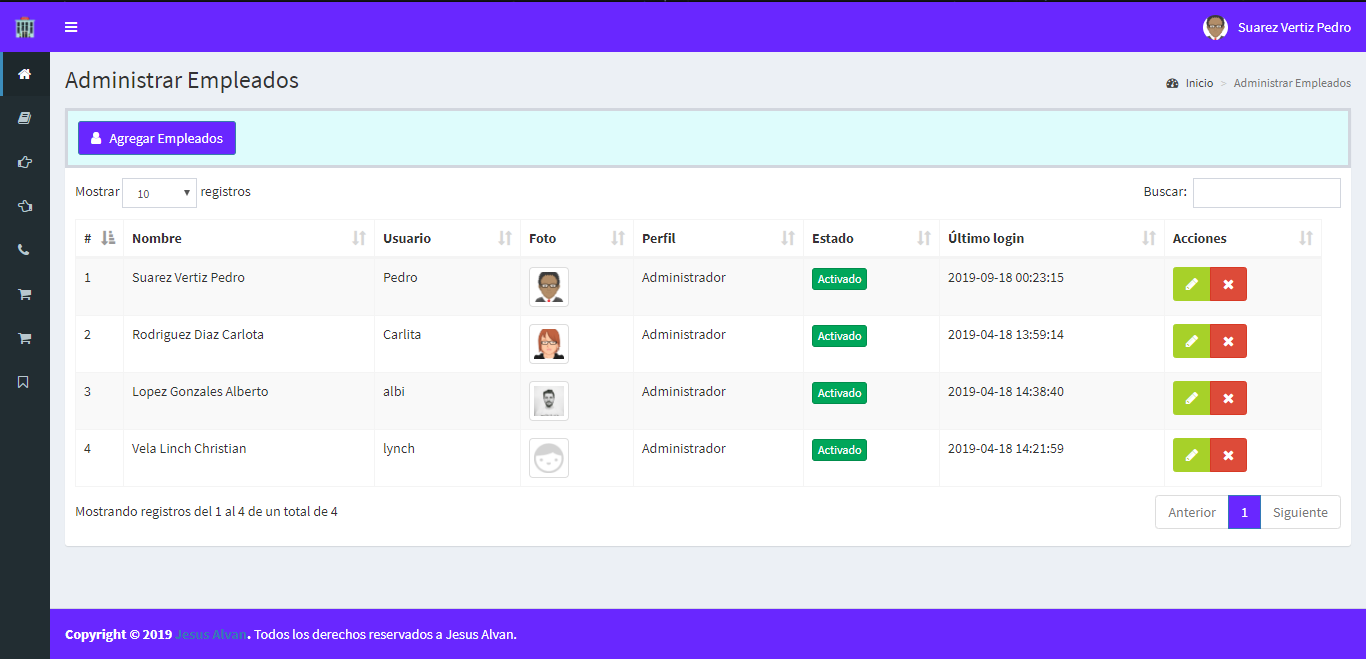 Suarez Vertiz Pedro
Administrar Empleados
Inicio > Administrar Empleados
Agregar Empleados
Mostrar 10 registros Buscar:
# Nombre Usuario Foto Perfil Estado Último login Acciones
1 Suarez Vertiz Pedro Pedro Administrador Activado 2019-09-18 00:23:15
2 Rodriguez Diaz Carlota Carlita Administrador Activado 2019-04-18 13:59:14
3 Lopez Gonzales Alberto albi Administrador Activado 2019-04-18 14:38:40
4 Vela Linch Christian lynch Administrador Activado 2019-04-18 14:21:59
Mostrando registros del 1 al 4 de un total de 4 Anterior 1 Siguiente
Copyright © 2019 Jesus Alvan. Todos los derechos reservados a Jesus Alvan.